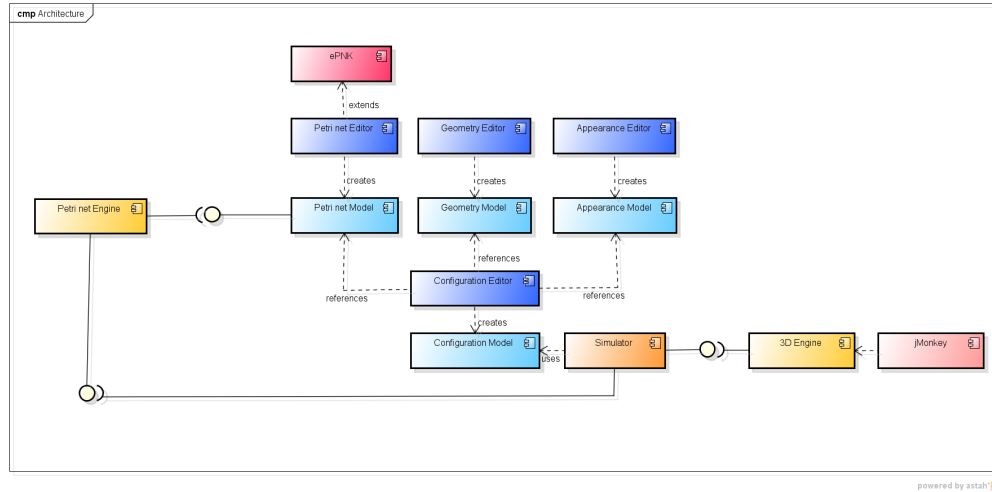 cmp Architecture
ePNK
extends
Petri net Editor
Geometry Editor
Appearance Editor
creates
creates
creates
Petri net Engine
Petri net Model
Geometry Model
Appearance Model
references
Configuration Editor
references
references
creates
Configuration Model
uses
Simulator
3D Engine
jMonkey
powered by astah*